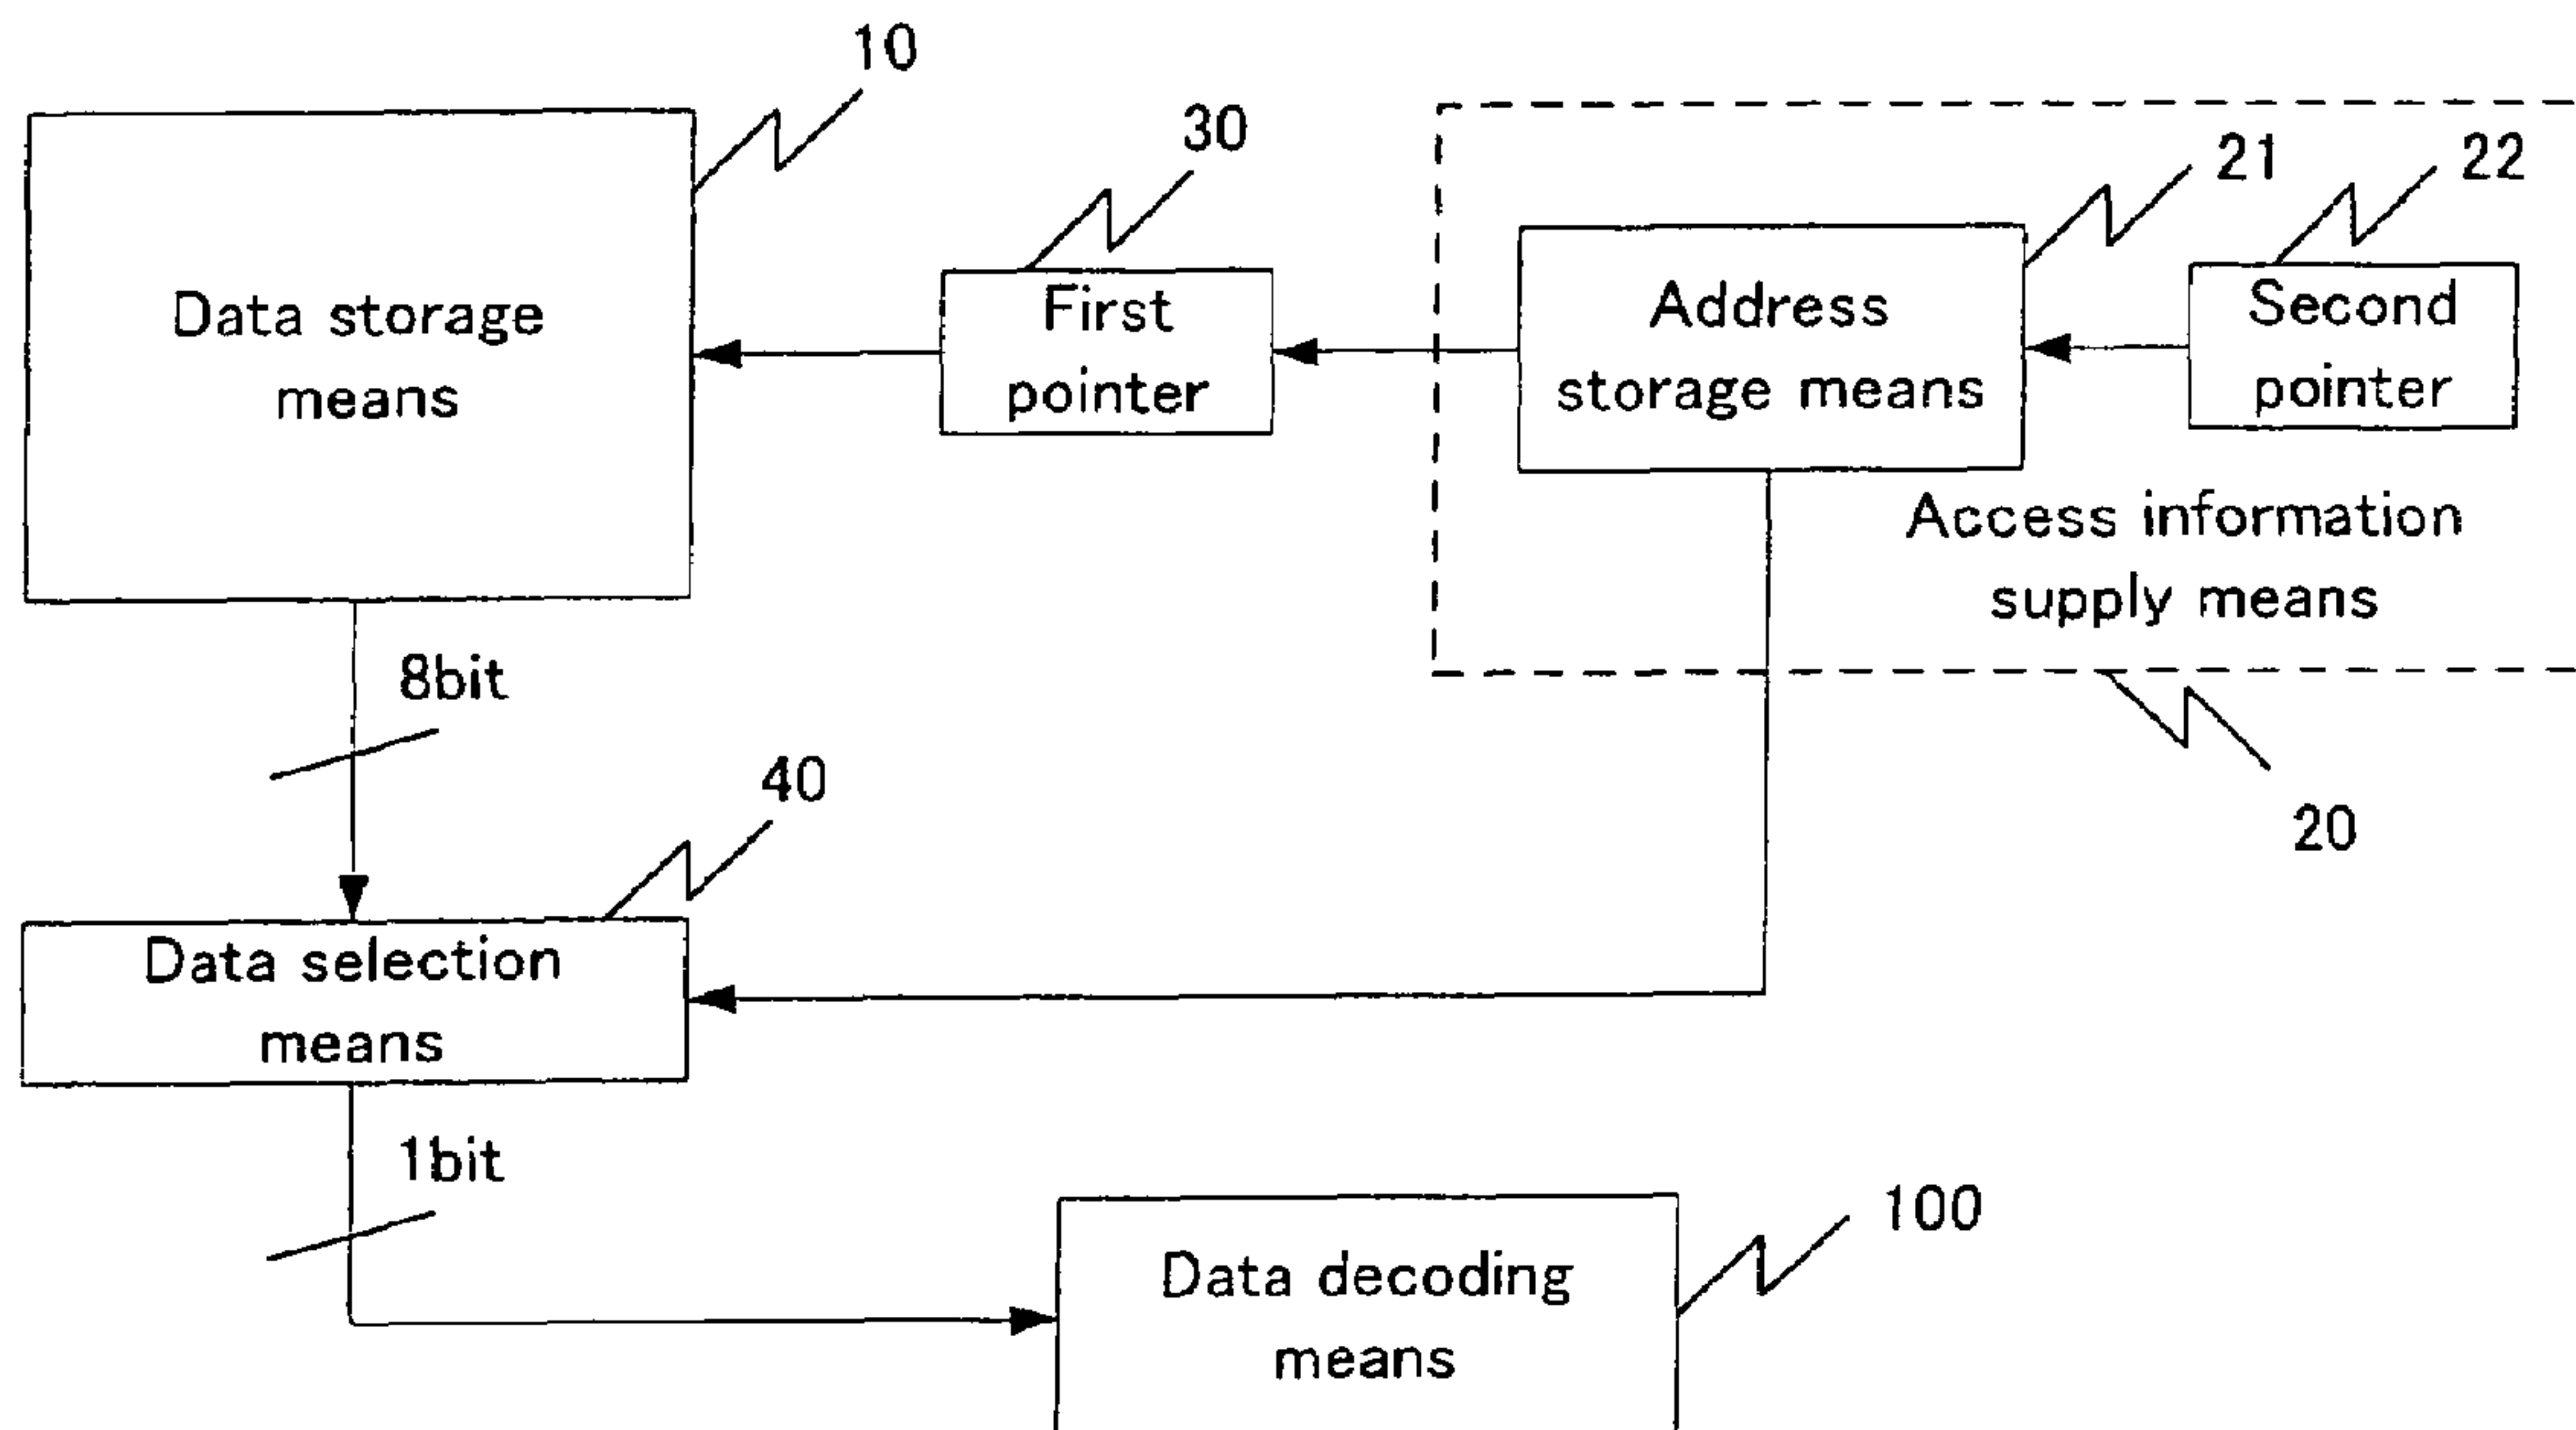 10
30
21
22
Data storage
means
First
pointer
Address
storage means
Second
pointer
Access information
supply means
8bit
20
40
Data selection
means
1bit
100
Data decoding
means